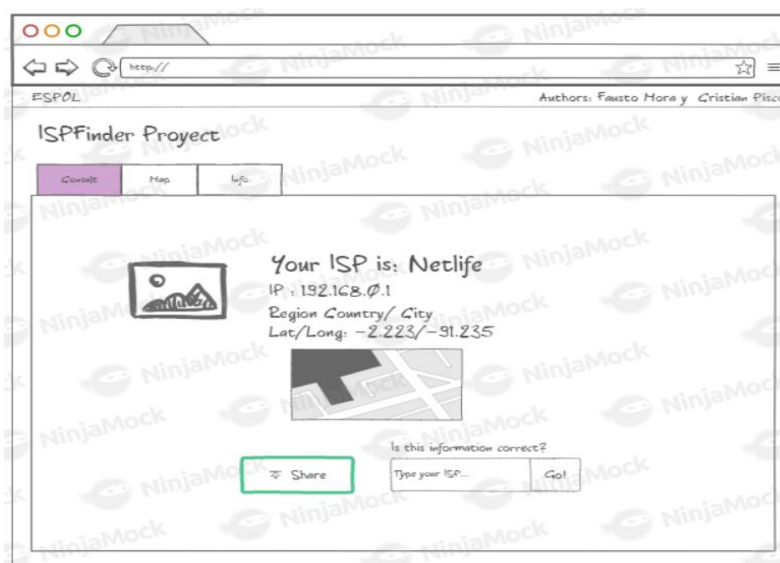 http://
ESPOL
Authors: Fausto Mora y Cristian Pisco
ISPFinder Proyect
Consult Map Info
Your ISP is: Netlife
IP : 192.168.0.1
Region Country/ City
Lat/Long: -2.223/-91.235
Is this information correct?
Share
Type your ISP...
Go!
NinjaMock